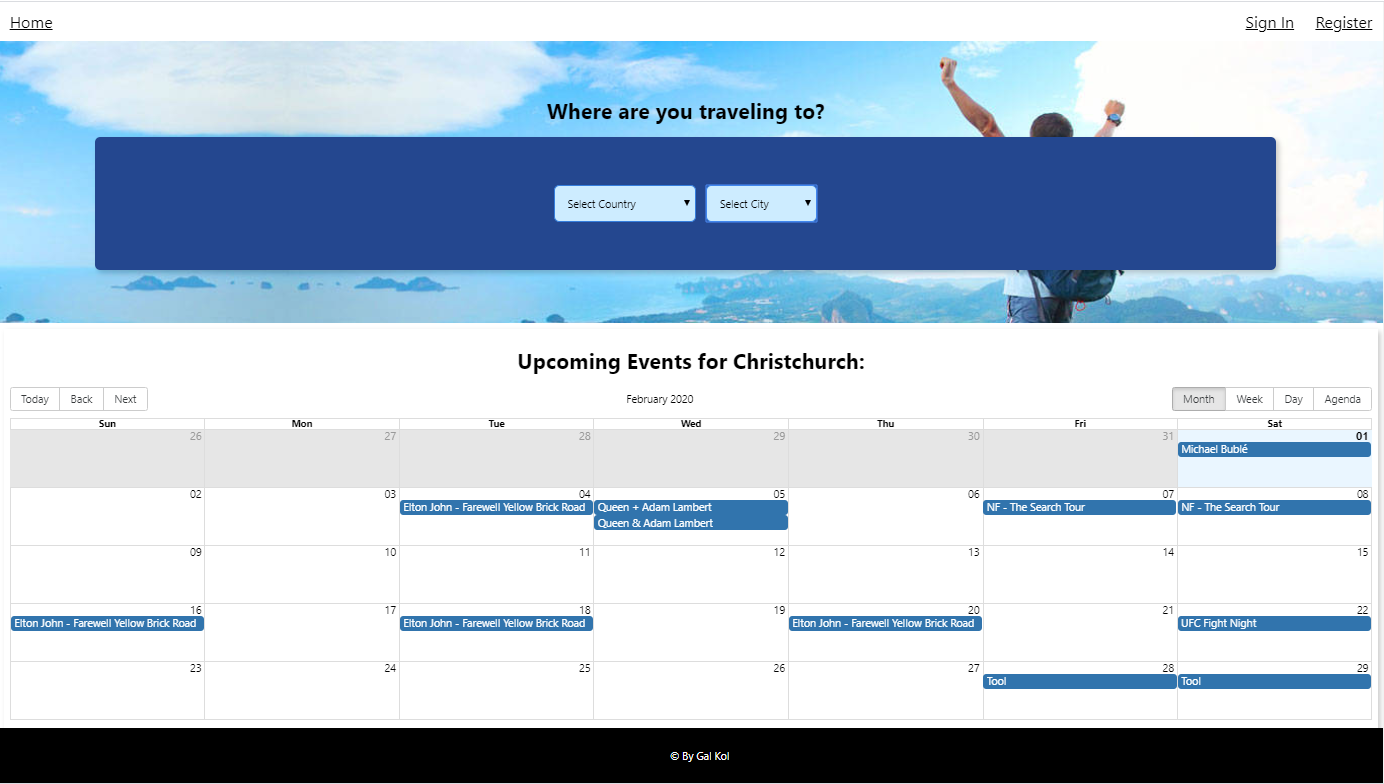 Home Sign In Register
Where are you traveling to?
Select Country Select City
Upcoming Events for Christchurch:
Today Back Next February 2020 Month Week Day Agenda
Sun Mon Tue Wed Thu Fri Sat
26 27 28 29 30 31 01
Michael Bublé
02 03 04 05 06 07 08
Elton John - Farewell Yellow Brick Road Queen + Adam Lambert NF - The Search Tour NF - The Search Tour
Queen & Adam Lambert
09 10 11 12 13 14 15
16 17 18 19 20 21 22
Elton John - Farewell Yellow Brick Road Elton John - Farewell Yellow Brick Road Elton John - Farewell Yellow Brick Road UFC Fight Night
23 24 25 26 27 28 29
Tool Tool
© By Gal Kol